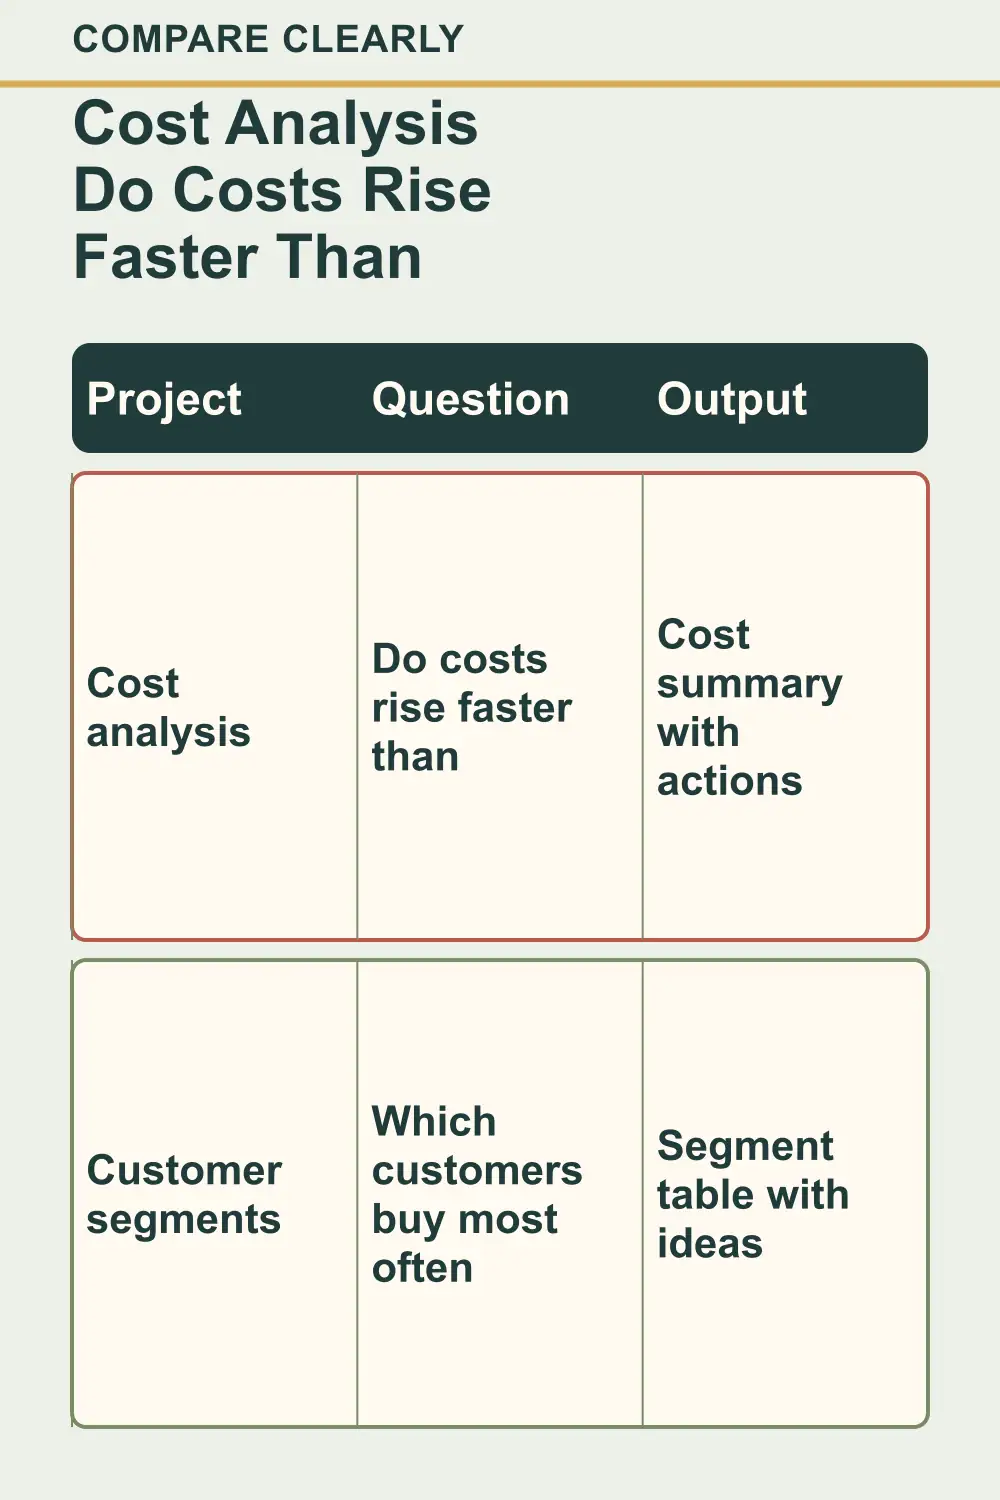 COMPARE CLEARLY
Cost Analysis
Do Costs Rise
Faster Than
Project
Question
Output
Cost
analysis
Do costs
rise faster
than
Cost
summary
with
actions
Customer
segments
Which
customers
buy most
often
Segment
table with
ideas